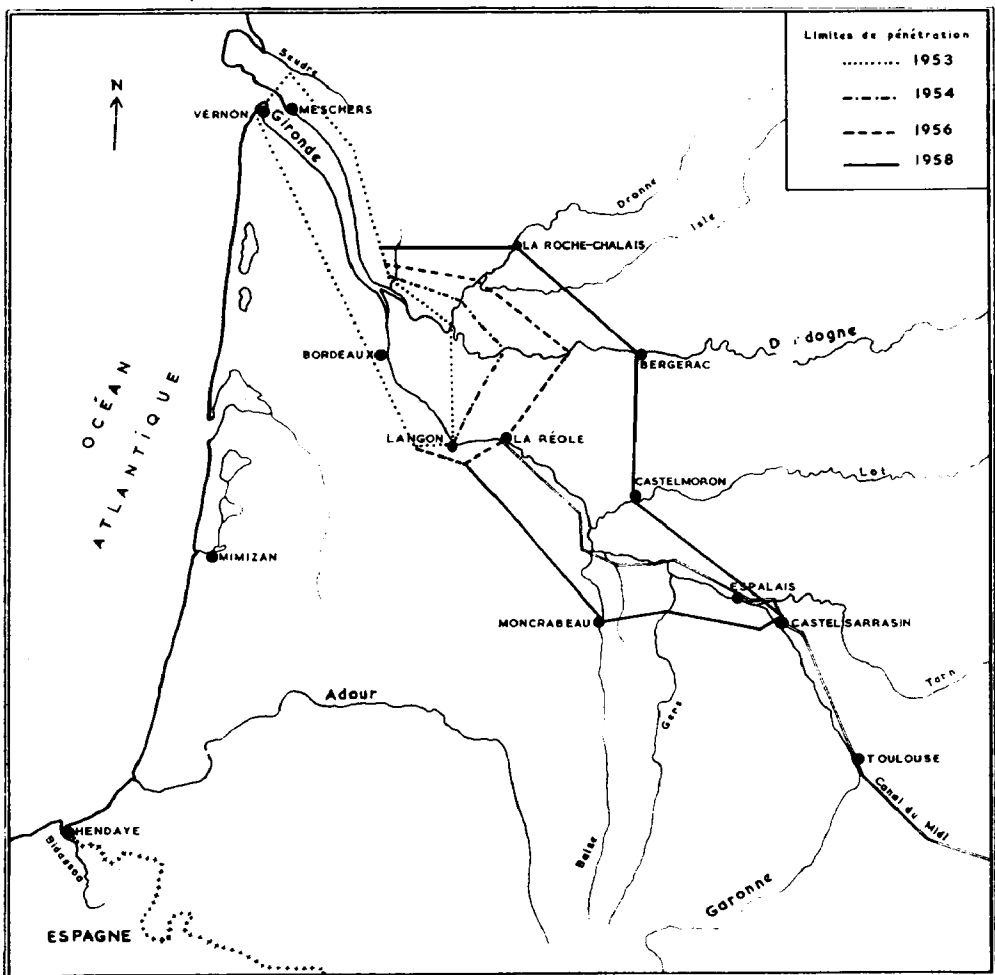 Limites de pénétration
1953
1954
1956
1958
N
Seudre
VERNON
MESCHERS
Gironde
Dronne
Isle
LA ROCHE-CHALAIS
BORDEAUX
Dordogne
BERGERAC
OCÉAN
ATLANTIQUE
LANGON
LA RÉOLE
CASTELMORON
Lot
MIMIZAN
ESPALAIS
MONCRABEAU
CASTELSARRASIN
Tarn
Adour
Gers
TOULOUSE
Canal du Midi
HENDAYE
Bidassoa
Baïse
Garonne
ESPAGNE